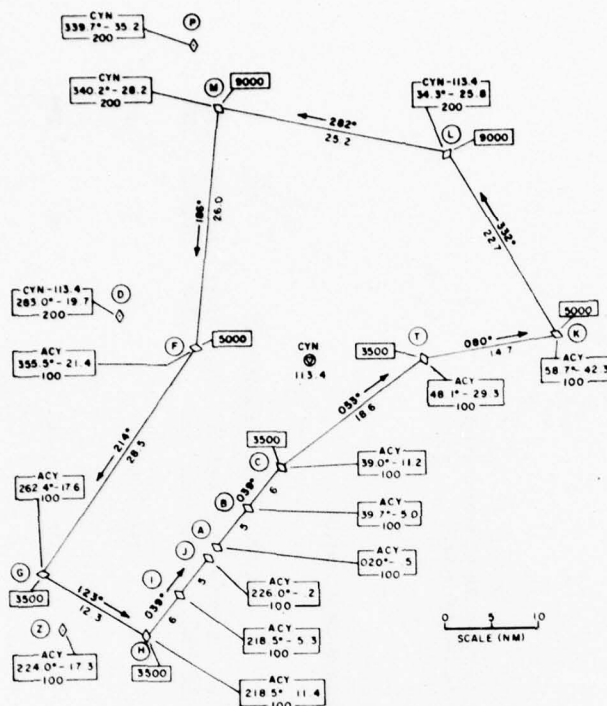 CYN
339.7°-35.2
200
P
CYN
340.2°-28.2
200
M
9000
CYN-113.4
34.3°-25.8
200
L
9000
282°
25.2
186°
26.0
332°
22.7
CYN-113.4
283.0°-19.7
200
D
F
5000
ACY
355.5°-21.4
100
CYN
113.4
T
3500
080°
14.7
5000
K
ACY
48.1°-29.3
100
ACY
58.7°-42.3
100
053°
18.6
214°
28.5
3500
C
ACY
39.0°-11.2
100
ACY
262.4°-17.6
100
039°
6
B
ACY
39.7°-5.0
100
5
A
J
ACY
020°-.5
100
G
3500
123°
12.3
I
039°
5
ACY
226.0°-.2
100
6
ACY
218.5°-5.3
100
Z
ACY
224.0°-17.3
100
H
3500
ACY
218.5°-11.4
100
0
10
SCALE (NM)